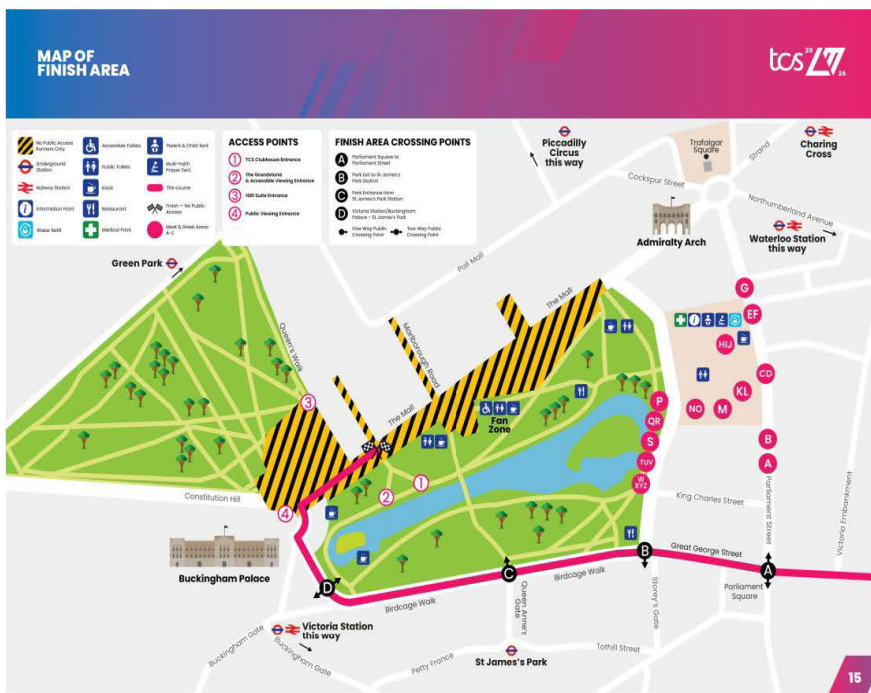 MAP OF
FINISH AREA
tcs 20 26
No Public Access
Runners Only
Underground
Station
Railway Station
Information Point
Water Refill
Accessible Toilets
Public Toilets
Kiosk
Restaurant
Medical Point
Parent & Child Tent
Multi-Faith
Prayer Tent
The course
Finish — No Public
Access
Meet & Greet Areas
A-Z
ACCESS POINTS
1 TCS Clubhouse Entrance
2 The Grandstand
& Accessible Viewing Entrance
3 1981 Suite Entrance
4 Public Viewing Entrance
FINISH AREA CROSSING POINTS
A Parliament Square to
Parliament Street
B Park Exit to St James's
Park Station
C Park Entrance from
St James's Park Station
D Victoria Station/Buckingham
Palace - St James's Park
One Way Public
Crossing Point
Two Way Public
Crossing Point
Piccadilly
Circus
this way
Trafalgar
Square
Strand
Charing
Cross
Cockspur Street
Northumberland Avenue
Admiralty Arch
Waterloo Station
this way
Pall Mall
Green Park
The Mall
G
EF
HIJ
CD
KL
NO
M
B
A
Queen's Walk
Marlborough Road
The Mall
3
Fan
Zone
P
QR
S
TUV
W
XYZ
1
2
4
Constitution Hill
King Charles Street
Parliament Street
Victoria Embankment
Buckingham Palace
Great George Street
A
B
C
D
Birdcage Walk
Birdcage Walk
Parliament
Square
Queen Anne's
Gate
Storey's Gate
Buckingham Gate
Buckingham Gate
Victoria Station
this way
Petty France
St James's Park
Tothill Street
15